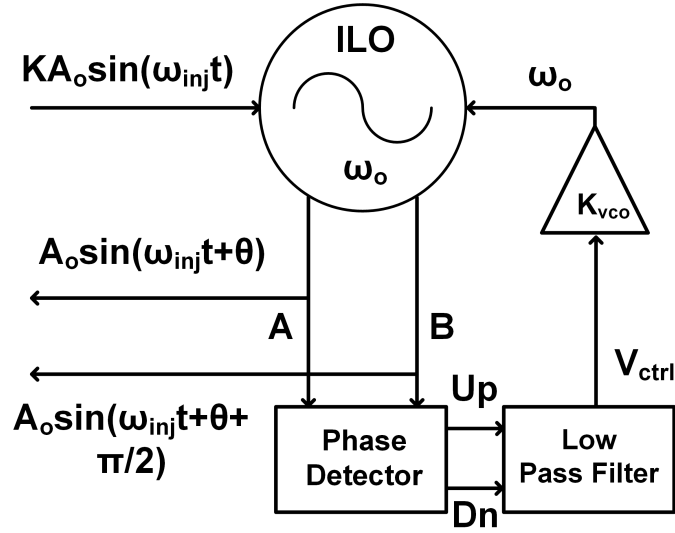 ILO
KAₒsin(ωᵢₙⱼt)
ωₒ
ωₒ
Kvco
Aₒsin(ωᵢₙⱼt+θ)
A
B
Vctrl
Up
Aₒsin(ωᵢₙⱼt+θ+
π/2)
Phase
Detector
Low
Pass Filter
Dn